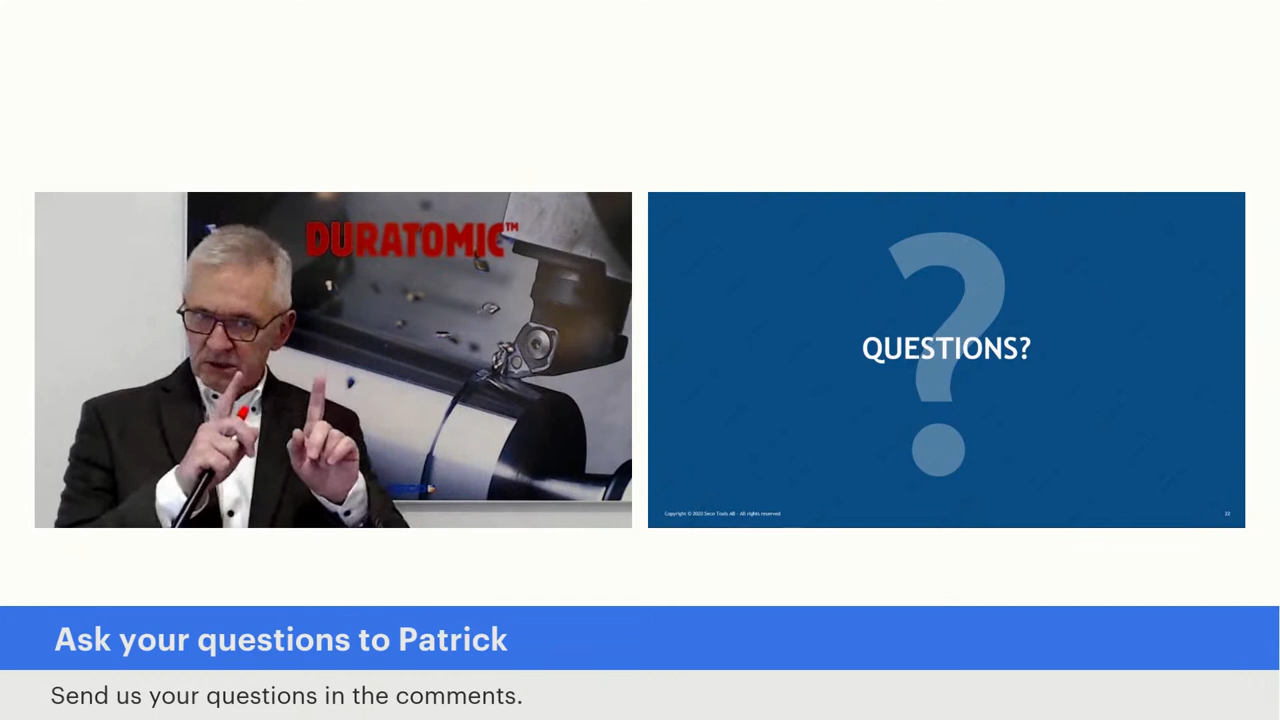 DURATOMIC™
QUESTIONS?
Copyright © 2022 Seco Tools AB - All rights reserved
22
Ask your questions to Patrick
Send us your questions in the comments.